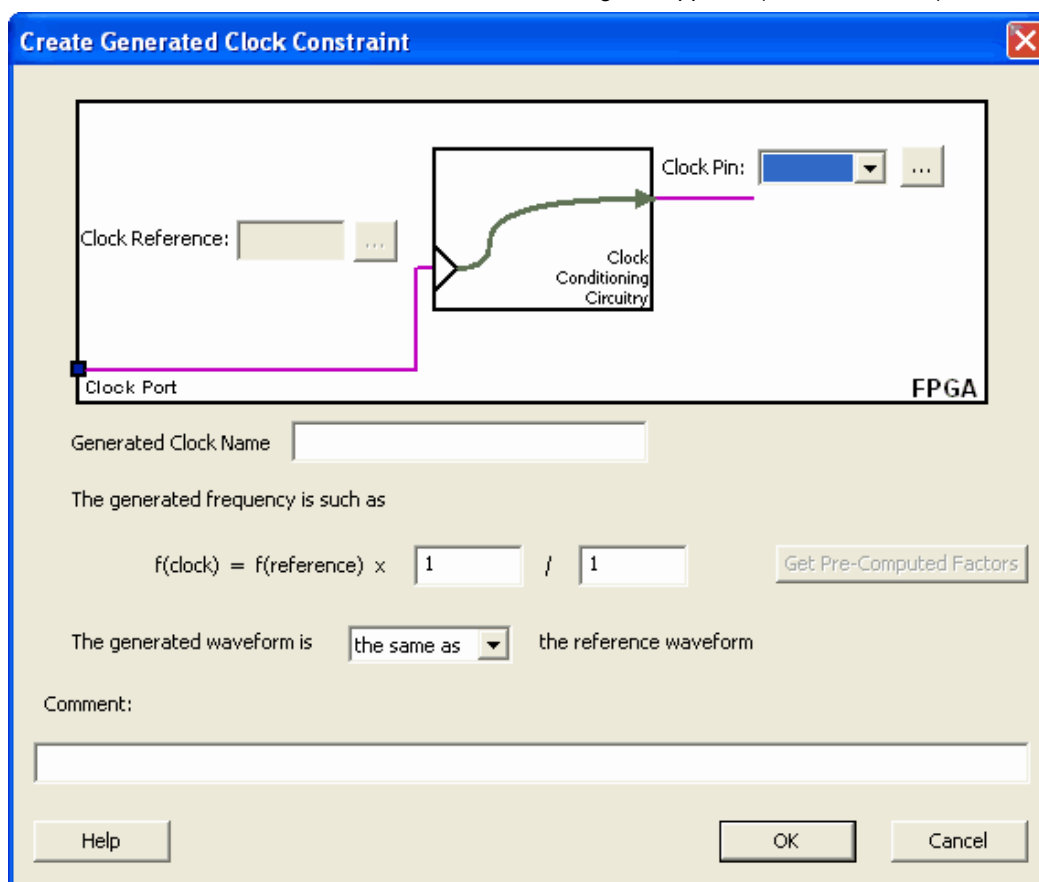 Create Generated Clock Constraint
Clock Pin:
...
Clock Reference:
...
Clock
Conditioning
Circuitry
Clock Port
FPGA
Generated Clock Name
The generated frequency is such as
f(clock) = f(reference) x 1 / 1
Get Pre-Computed Factors
The generated waveform is the same as the reference waveform
Comment:
Help
OK
Cancel